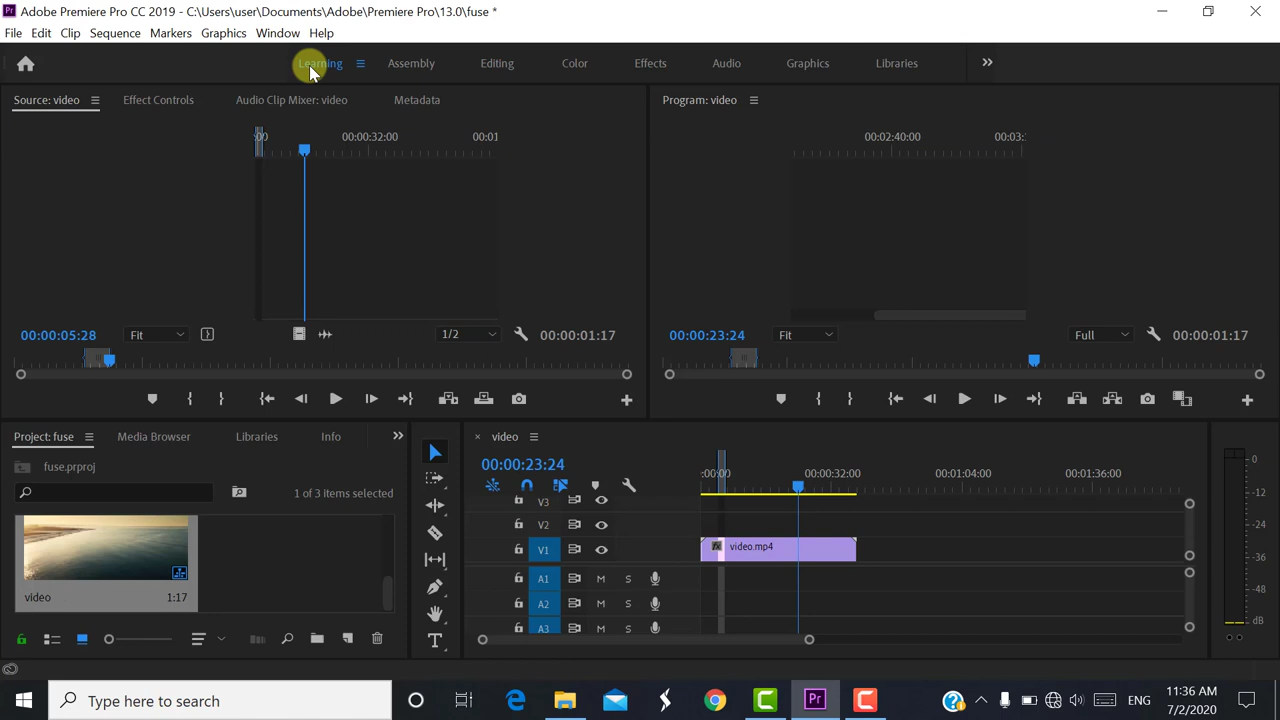 Pr Adobe Premiere Pro CC 2019 - C:\Users\user\Documents\Adobe\Premiere Pro\13.0\fuse *
File Edit Clip Sequence Markers Graphics Window Help
Learning Assembly Editing Color Effects Audio Graphics Libraries
Source: video Effect Controls Audio Clip Mixer: video Metadata
Program: video
:00 00:00:32:00 00:01
00:02:40:00 00:03:
00:00:05:28 Fit 1/2 00:00:01:17
00:00:23:24 Fit Full 00:00:01:17
Project: fuse Media Browser Libraries Info
fuse.prproj
1 of 3 items selected
video 1:17
video
00:00:23:24
:00:00 00:00:32:00 00:01:04:00 00:01:36:00
V3
V2
V1 fx video.mp4
A1 M S
A2 M S
A3 M S
T
0
-12
-24
-36
-48
dB
Type here to search
Pr
ENG
11:36 AM
7/2/2020